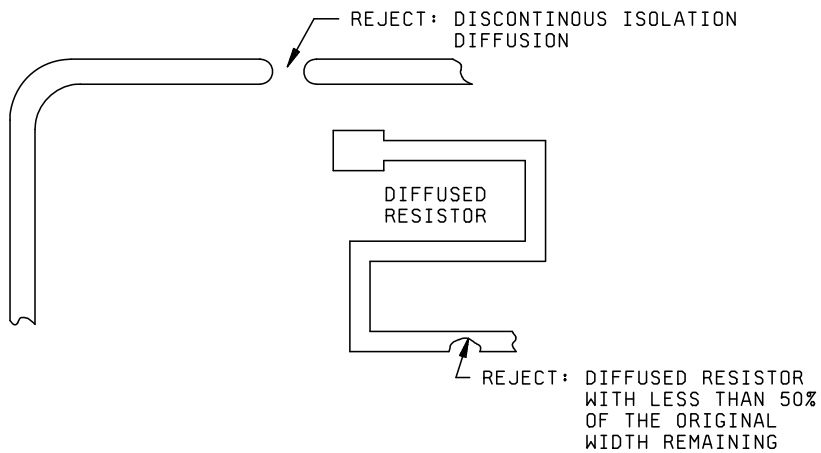 REJECT: DISCONTINOUS ISOLATION
DIFFUSION
DIFFUSED
RESISTOR
REJECT: DIFFUSED RESISTOR
WITH LESS THAN 50%
OF THE ORIGINAL
WIDTH REMAINING